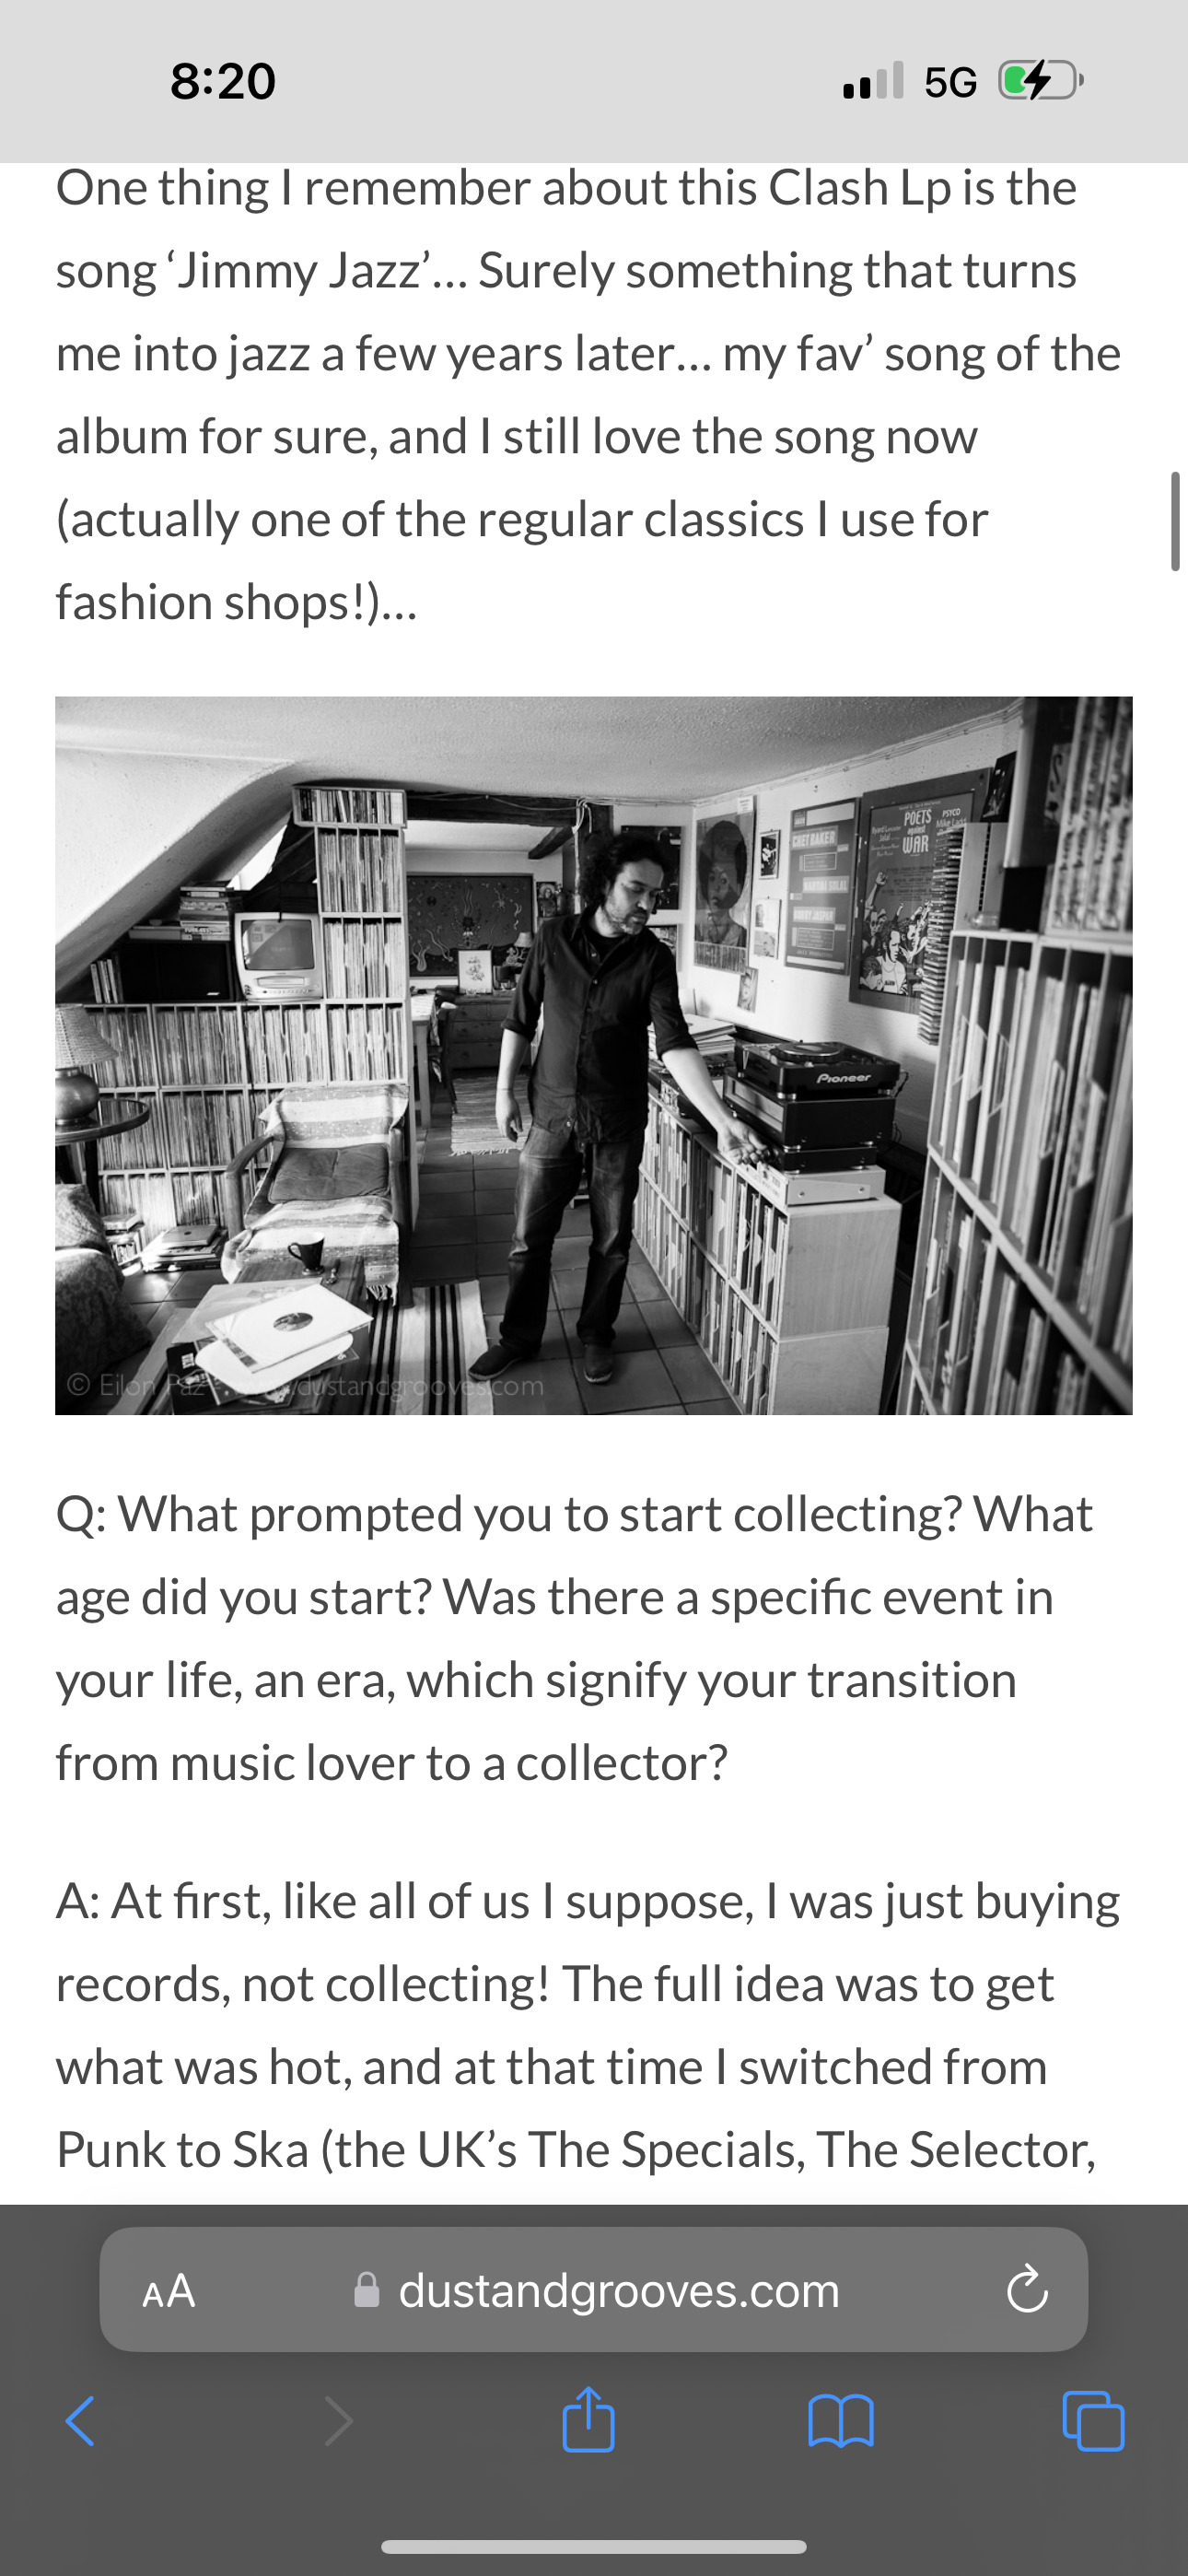 8:20
5G
One thing I remember about this Clash Lp is the
song ‘Jimmy Jazz’... Surely something that turns
me into jazz a few years later... my fav’ song of the
album for sure, and I still love the song now
(actually one of the regular classics I use for
fashion shops!)...
CHET BAKER
MARTIAL SOLAL
BOBBY JASPAR
POETS
against
WAR
PSYCO
Mike Ladd
Pioneer
© Eilon Paz dustandgrooves.com
Q: What prompted you to start collecting? What
age did you start? Was there a specific event in
your life, an era, which signify your transition
from music lover to a collector?
A: At first, like all of us I suppose, I was just buying
records, not collecting! The full idea was to get
what was hot, and at that time I switched from
Punk to Ska (the UK’s The Specials, The Selector,
AA
dustandgrooves.com